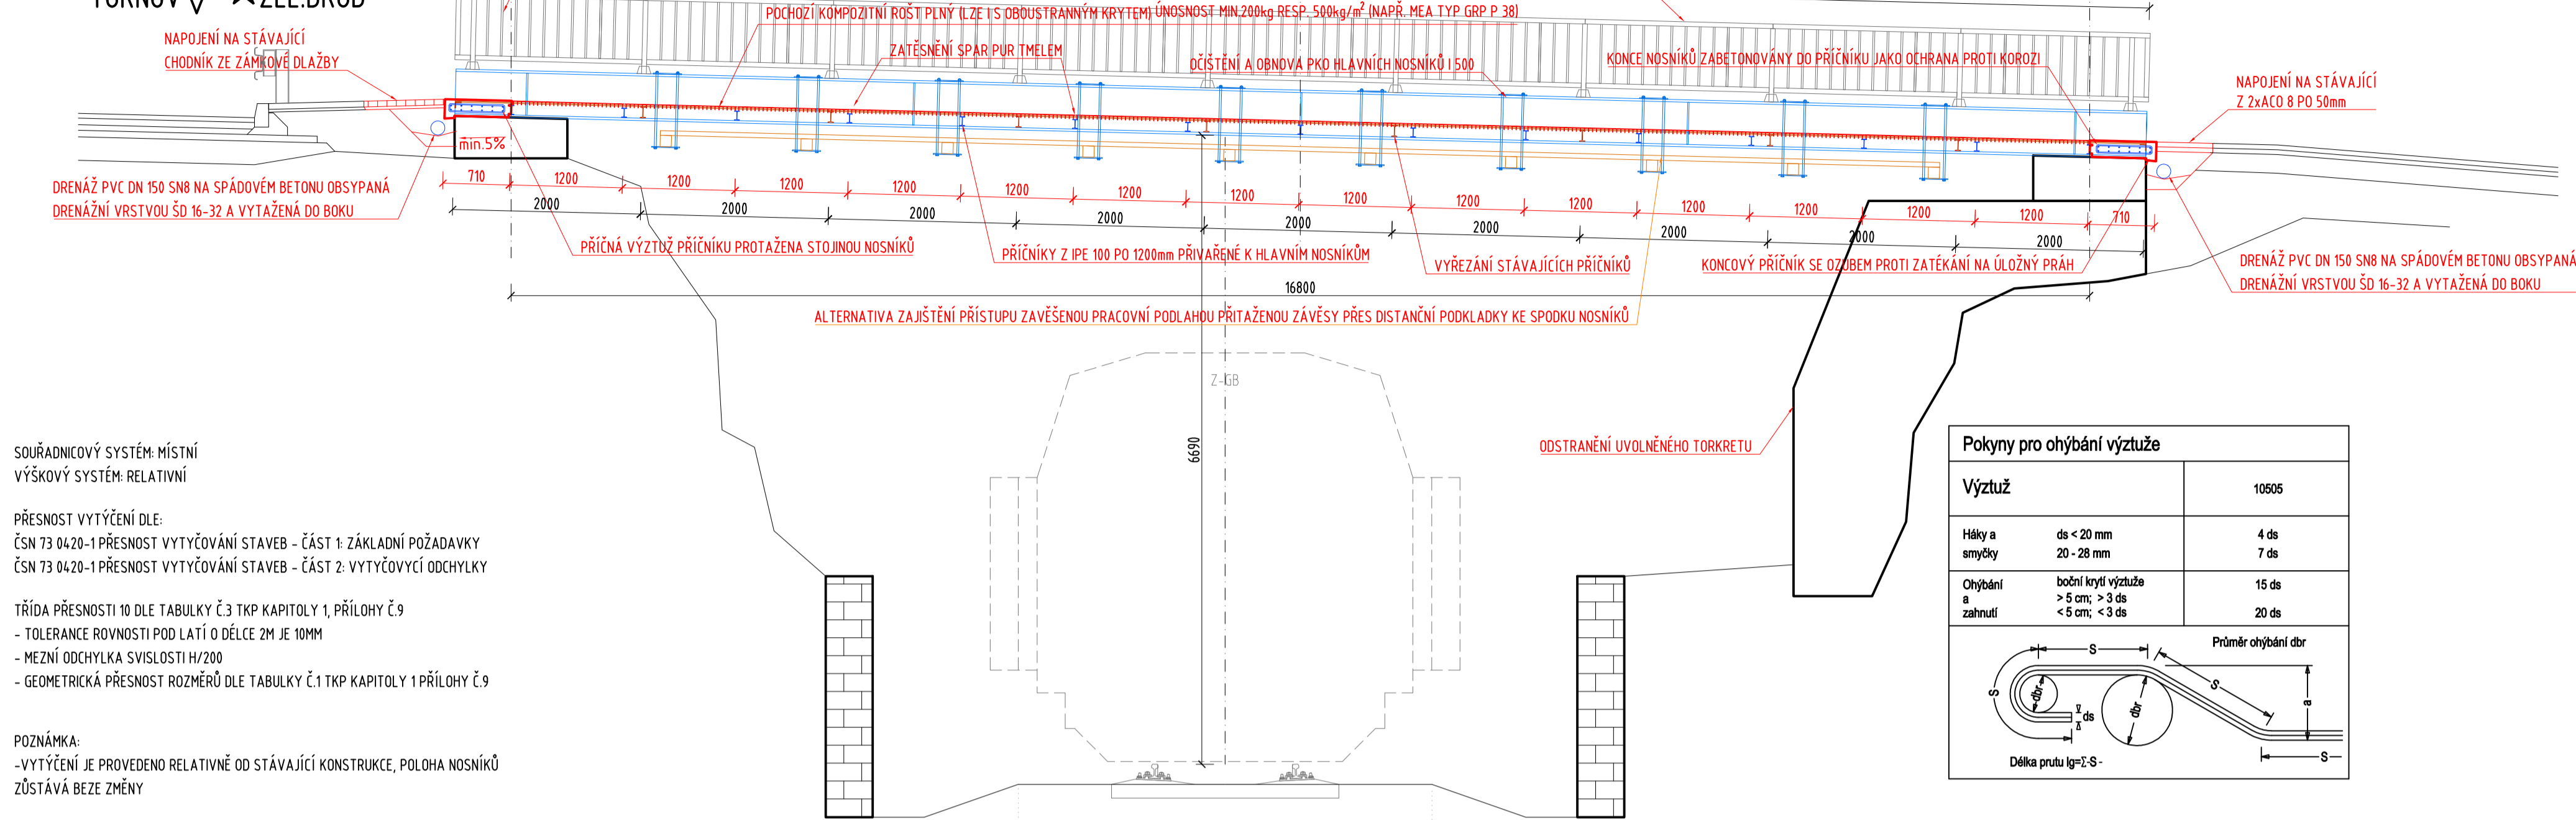 TURNOV ŽEL.BROD
POCHOZÍ KOMPOZITNÍ ROŠT PLNÝ (LZE I S OBOUSTRANNÝM KRYTEM) ÚNOSNOST MIN.200kg RESP. 500kg/m² (NAPŘ. MEA TYP GRP P 38)
NAPOJENÍ NA STÁVAJÍCÍ
CHODNÍK ZE ZÁMKOVÉ DLAŽBY
ZATĚSNĚNÍ SPAR PUR TMELEM
OČIŠTĚNÍ A OBNOVA PKO HLAVNÍCH NOSNÍKŮ I 500
KONCE NOSNÍKŮ ZABETONOVÁNY DO PŘÍČNÍKU JAKO OCHRANA PROTI KOROZI
NAPOJENÍ NA STÁVAJÍCÍ
Z 2xACO 8 PO 50mm
min.5%
DRENÁŽ PVC DN 150 SN8 NA SPÁDOVÉM BETONU OBSYPANÁ
DRENÁŽNÍ VRSTVOU ŠD 16-32 A VYTAŽENÁ DO BOKU
710 1200 1200 1200 1200 1200 1200 1200 1200 1200 1200 1200 1200 1200 1200 710
2000 2000 2000 2000 2000 2000 2000 2000 2000
PŘÍČNÁ VÝZTUŽ PŘÍČNÍKU PROTAŽENA STOJINOU NOSNÍKŮ
PŘÍČNÍKY Z IPE 100 PO 1200mm PŘIVAŘENÉ K HLAVNÍM NOSNÍKŮM
VYŘEZÁNÍ STÁVAJÍCÍCH PŘÍČNÍKŮ
KONCOVÝ PŘÍČNÍK SE OZUBEM PROTI ZATÉKÁNÍ NA ÚLOŽNÝ PRÁH
DRENÁŽ PVC DN 150 SN8 NA SPÁDOVÉM BETONU OBSYPANÁ
DRENÁŽNÍ VRSTVOU ŠD 16-32 A VYTAŽENÁ DO BOKU
16800
ALTERNATIVA ZAJIŠTĚNÍ PŘÍSTUPU ZAVĚŠENOU PRACOVNÍ PODLAHOU PŘITAŽENOU ZÁVĚSY PŘES DISTANČNÍ PODKLADKY KE SPODKU NOSNÍKŮ
Z-GB
6690
ODSTRANĚNÍ UVOLNĚNÉHO TORKRETU
SOUŘADNICOVÝ SYSTÉM: MÍSTNÍ
VÝŠKOVÝ SYSTÉM: RELATIVNÍ
PŘESNOST VYTÝČENÍ DLE:
ČSN 73 0420-1 PŘESNOST VYTYČOVÁNÍ STAVEB - ČÁST 1: ZÁKLADNÍ POŽADAVKY
ČSN 73 0420-1 PŘESNOST VYTYČOVÁNÍ STAVEB - ČÁST 2: VYTYČOVYCÍ ODCHYLKY
TŘÍDA PŘESNOSTI 10 DLE TABULKY Č.3 TKP KAPITOLY 1, PŘÍLOHY Č.9
- TOLERANCE ROVNOSTI POD LATÍ O DÉLCE 2M JE 10MM
- MEZNÍ ODCHYLKA SVISLOSTI H/200
- GEOMETRICKÁ PŘESNOST ROZMĚRŮ DLE TABULKY Č.1 TKP KAPITOLY 1 PŘÍLOHY Č.9
POZNÁMKA:
-VYTÝČENÍ JE PROVEDENO RELATIVNĚ OD STÁVAJÍCÍ KONSTRUKCE, POLOHA NOSNÍKŮ
ZŮSTÁVÁ BEZE ZMĚNY
Pokyny pro ohýbání výztuže
Výztuž 10505
Háky a ds < 20 mm 4 ds
smyčky 20 - 28 mm 7 ds
Ohýbání boční krytí výztuže 15 ds
a > 5 cm; > 3 ds
zahnutí < 5 cm; < 3 ds 20 ds
Průměr ohýbání dbr
S
S
S
dbr
dbr
ds
a
S
Délka prutu lg=Σ-S -